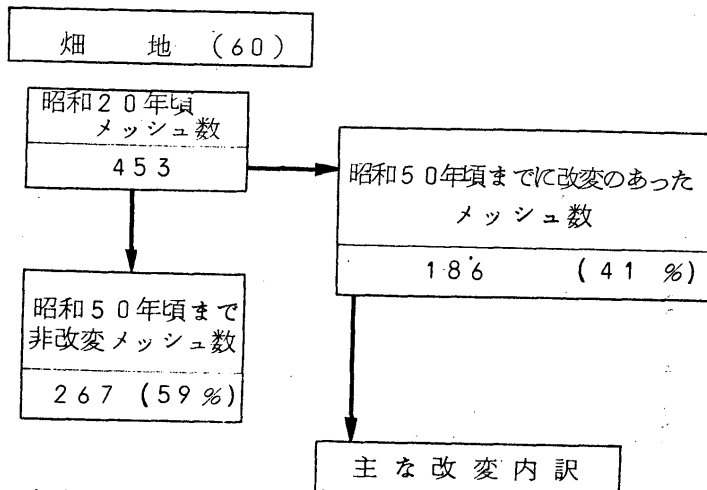 畑地(60)
昭和20年頃
メッシュ数
453
昭和50年頃までに改変のあった
メッシュ数
186 (41%)
昭和50年頃まで
非改変メッシュ数
267 (59%)
主な改変内訳